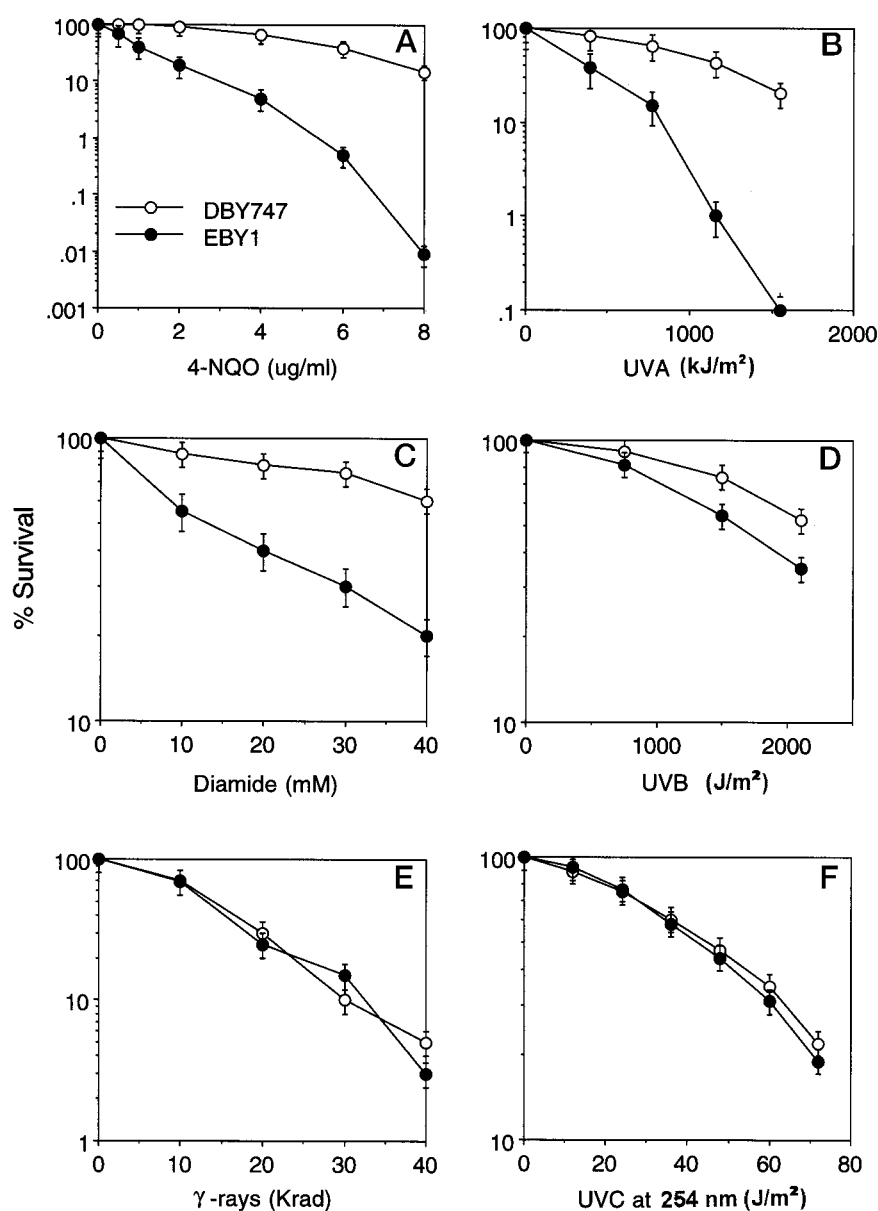 % Survival
A
100
10
1
.1
.01
.001
DBY747
EBY1
0 2 4 6 8
4-NQO (ug/ml)
B
100
10
1
.1
0 1000 2000
UVA (kJ/m²)
C
100
10
0 10 20 30 40
Diamide (mM)
D
100
10
0 1000 2000
UVB (J/m²)
E
100
10
1
0 10 20 30 40
γ-rays (Krad)
F
100
10
0 20 40 60 80
UVC at 254 nm (J/m²)